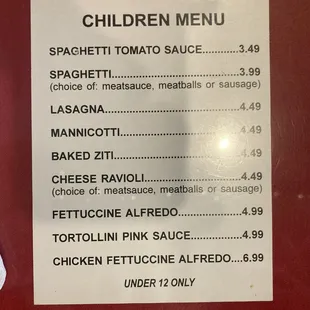 CHILDREN MENU
SPAGHETTI TOMATO SAUCE...........3.49
SPAGHETTI......................................3.99
(choice of: meatsauce, meatballs or sausage)
LASAGNA........................................4.49
MANNICOTTI...................................4.49
BAKED ZITI.....................................4.49
CHEESE RAVIOLI............................4.49
(choice of: meatsauce, meatballs or sausage)
FETTUCCINE ALFREDO..................4.99
TORTOLLINI PINK SAUCE...............4.99
CHICKEN FETTUCCINE ALFREDO....6.99
UNDER 12 ONLY